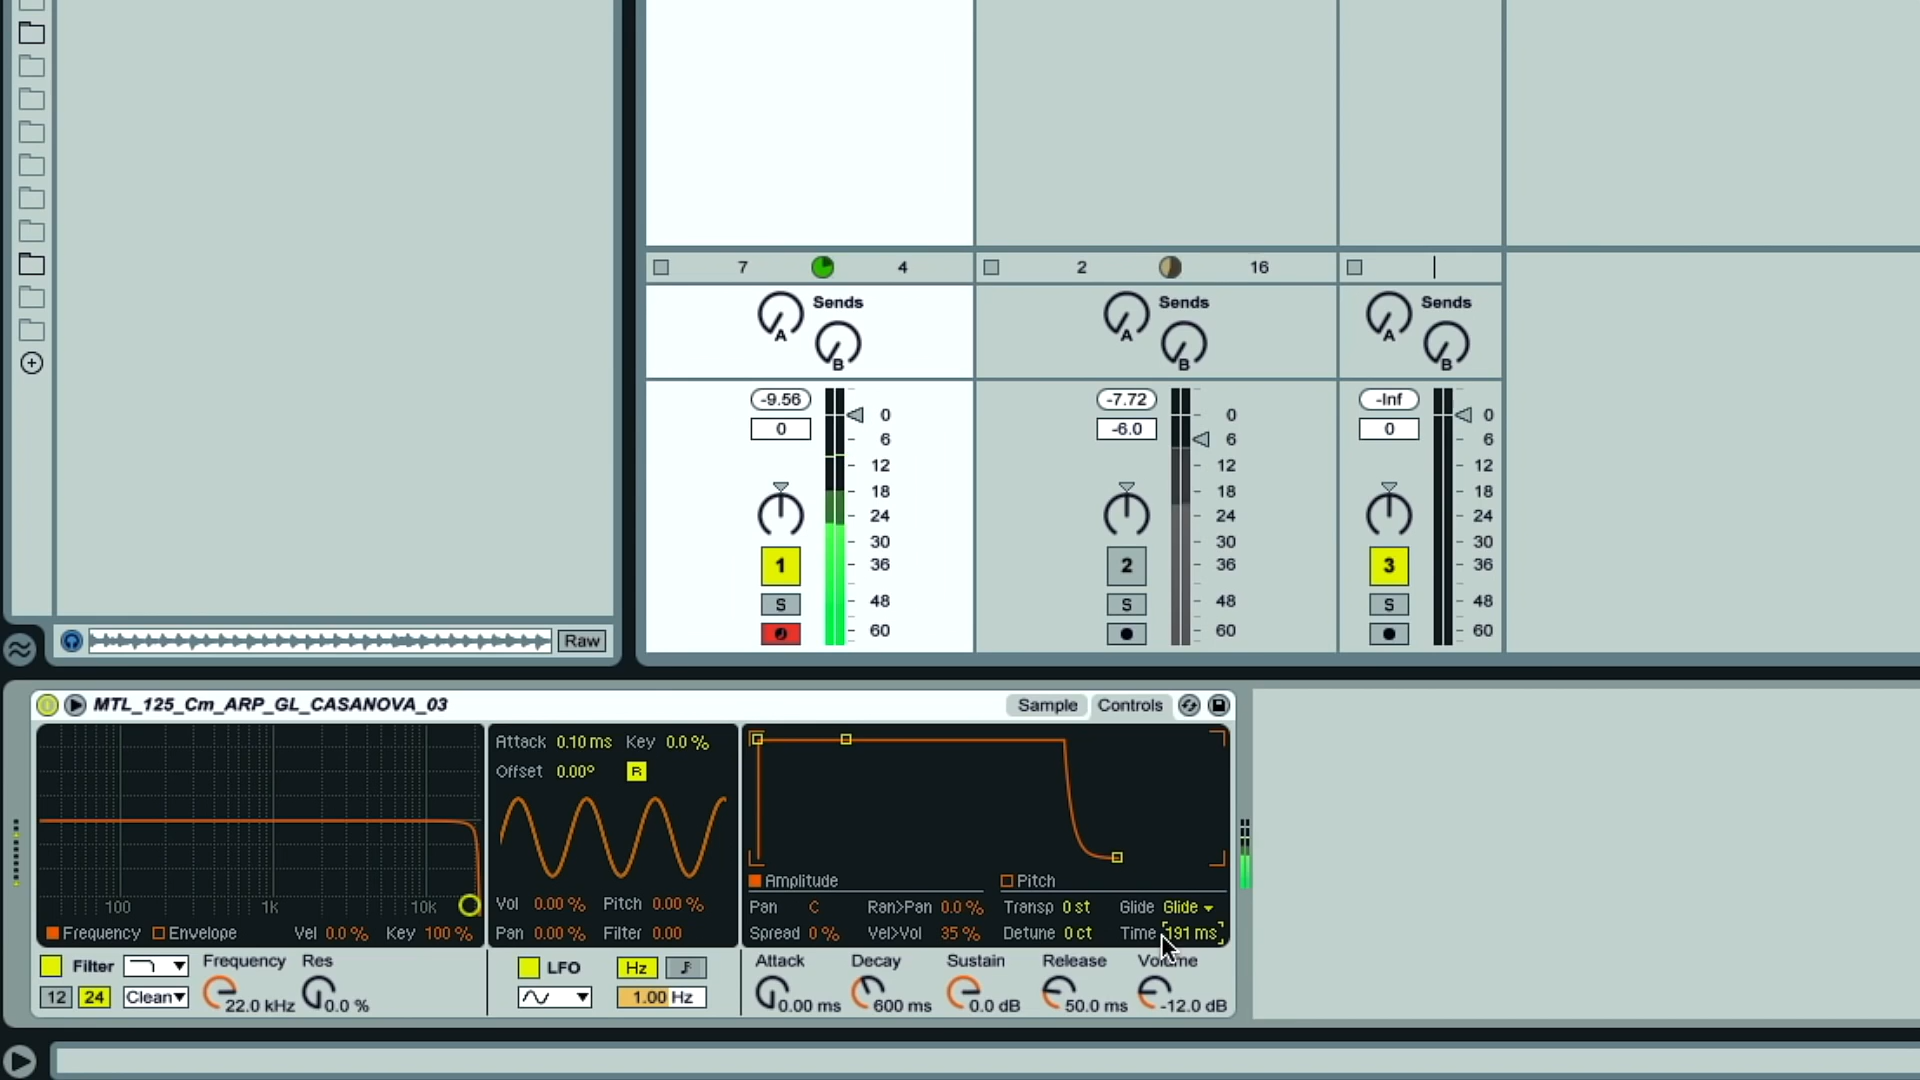 7 4 2 16
Sends Sends Sends
A A A
B B B
-9.56 0 -7.72 0 -Inf 0
0 6 -6.0 6 0 6
12 12 12
18 18 18
24 24 24
30 30 30
1 36 2 36 3 36
S 48 S 48 S 48
60 60 60
Raw
MTL_125_Cm_ARP_GL_CASANOVA_03 Sample Controls
Attack 0.10 ms Key 0.0 %
Offset 0.00° R
100 1K 10K
Frequency Envelope Vel 0.0 % Key 100 %
Vol 0.00 % Pitch 0.00 %
Pan 0.00 % Filter 0.00
Amplitude Pitch
Pan C Ran>Pan 0.0 % Transp 0 st Glide Glide
Spread 0 % Vel>Vol 35 % Detune 0 ct Time 191 ms
Filter Frequency Res
12 24 Clean 22.0 kHz 0.0 %
LFO Hz
1.00 Hz
Attack Decay Sustain Release Volume
0.00 ms 600 ms 0.0 dB 50.0 ms -12.0 dB